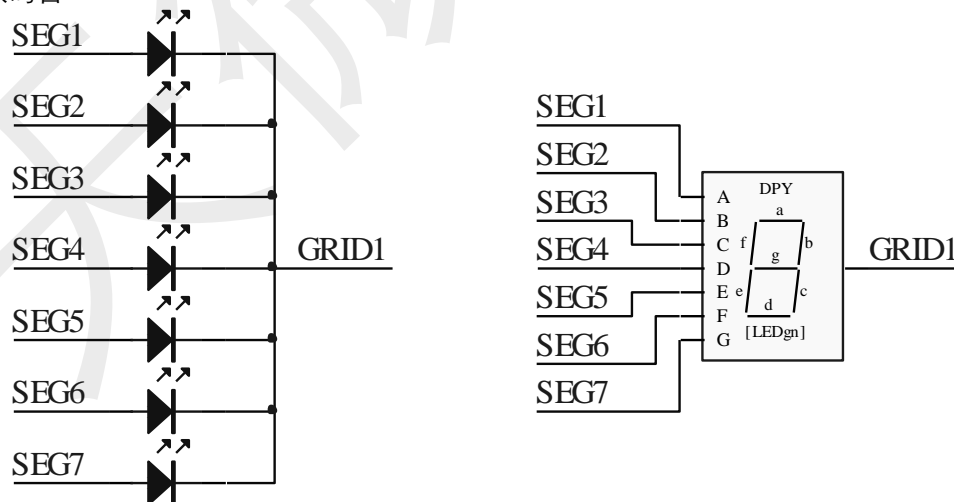 SEG1
SEG2
SEG3
SEG4
SEG5
SEG6
SEG7
GRID1
SEG1
SEG2
SEG3
SEG4
SEG5
SEG6
SEG7
DPY
A
B
C
D
E
F
G
a
f
b
g
e
c
d
[LEDgn]
GRID1